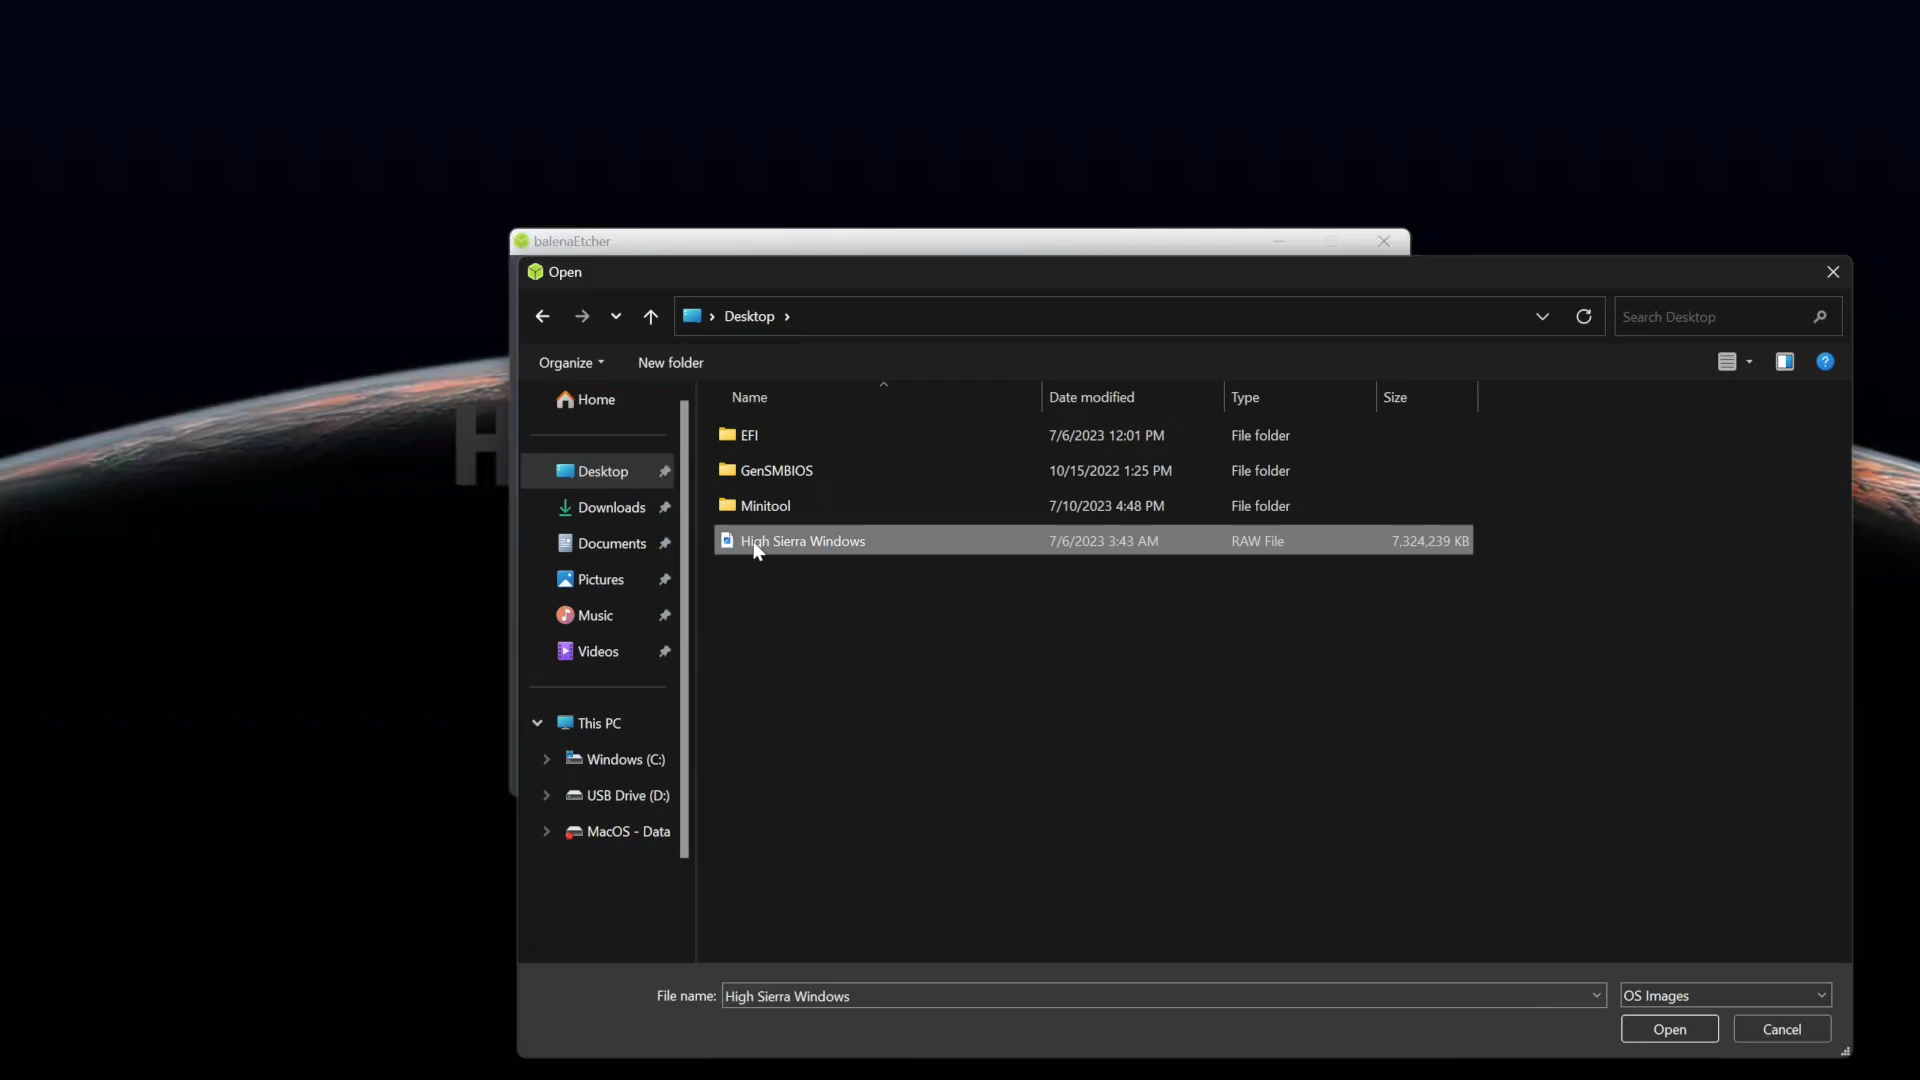 balenaEtcher
Open
Desktop
Search Desktop
Organize
New folder
Name
Date modified
Type
Size
Home
EFI
7/6/2023 12:01 PM
File folder
Desktop
GenSMBIOS
10/15/2022 1:25 PM
File folder
Downloads
Minitool
7/10/2023 4:48 PM
File folder
Documents
High Sierra Windows
7/6/2023 3:43 AM
RAW File
7,324,239 KB
Pictures
Music
Videos
This PC
Windows (C:)
USB Drive (D:)
MacOS - Data
File name:
High Sierra Windows
OS Images
Open
Cancel